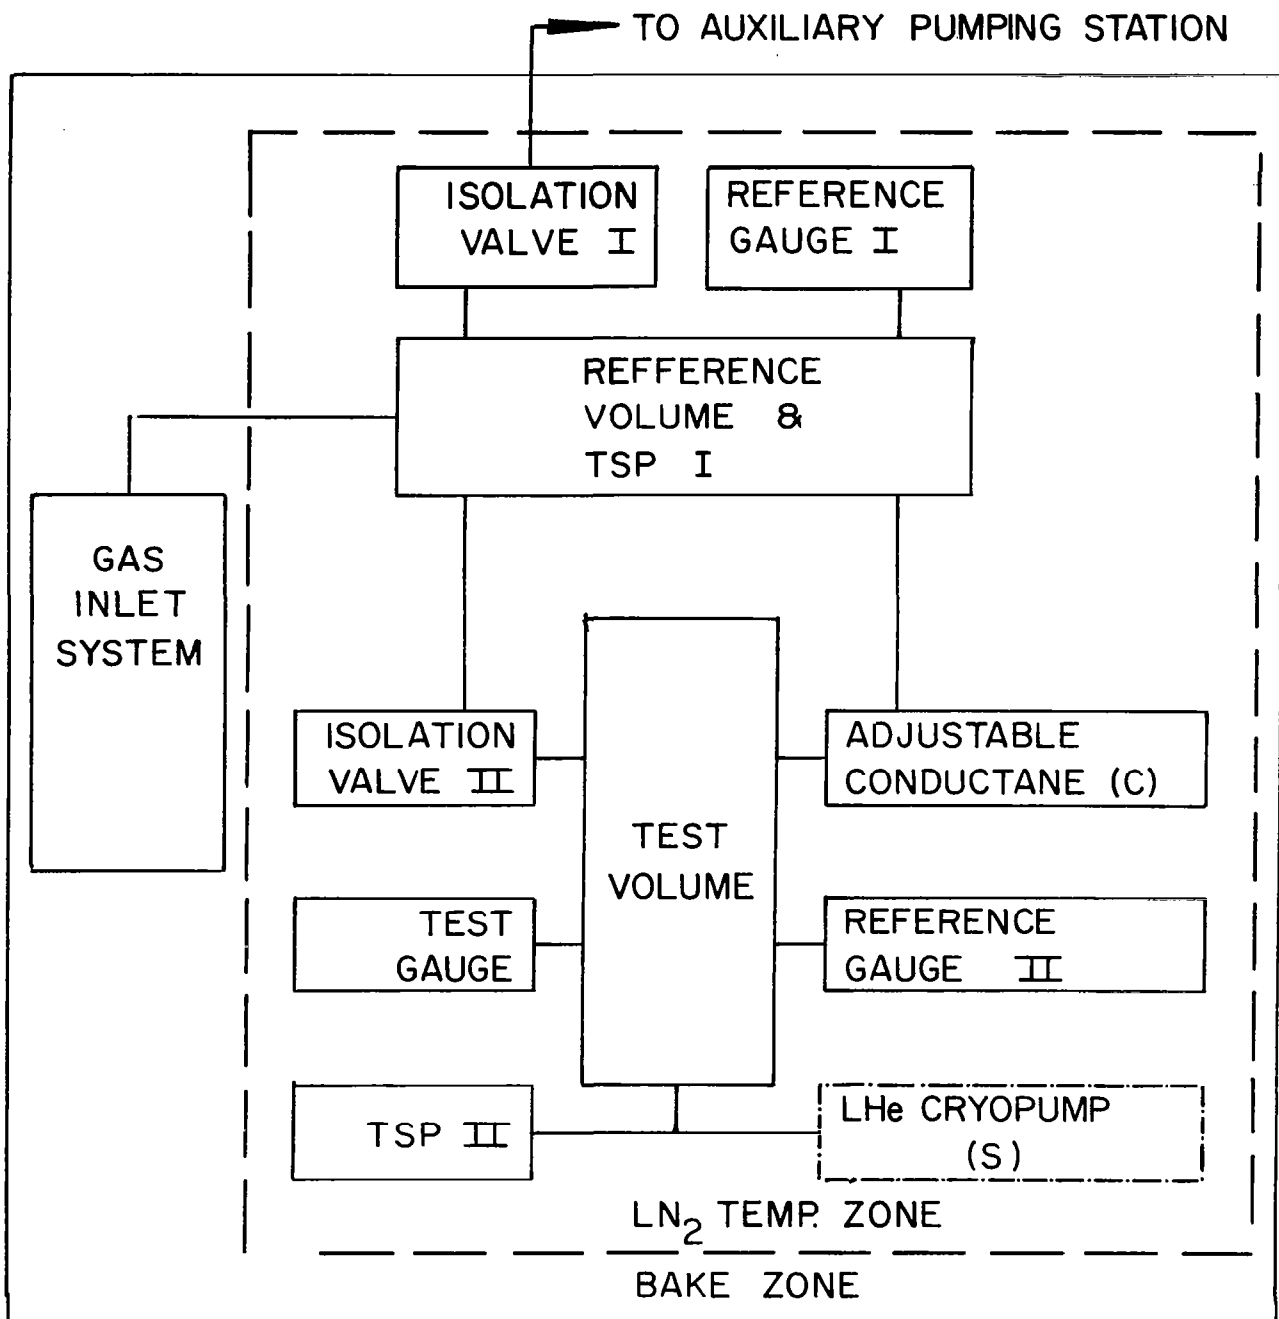 TO AUXILIARY PUMPING STATION
ISOLATION
VALVE I
REFERENCE
GAUGE I
REFFERENCE
VOLUME &
TSP I
GAS
INLET
SYSTEM
ISOLATION
VALVE II
ADJUSTABLE
CONDUCTANE (C)
TEST
VOLUME
TEST
GAUGE
REFERENCE
GAUGE II
TSP II
LHe CRYOPUMP
(S)
LN₂ TEMP. ZONE
BAKE ZONE